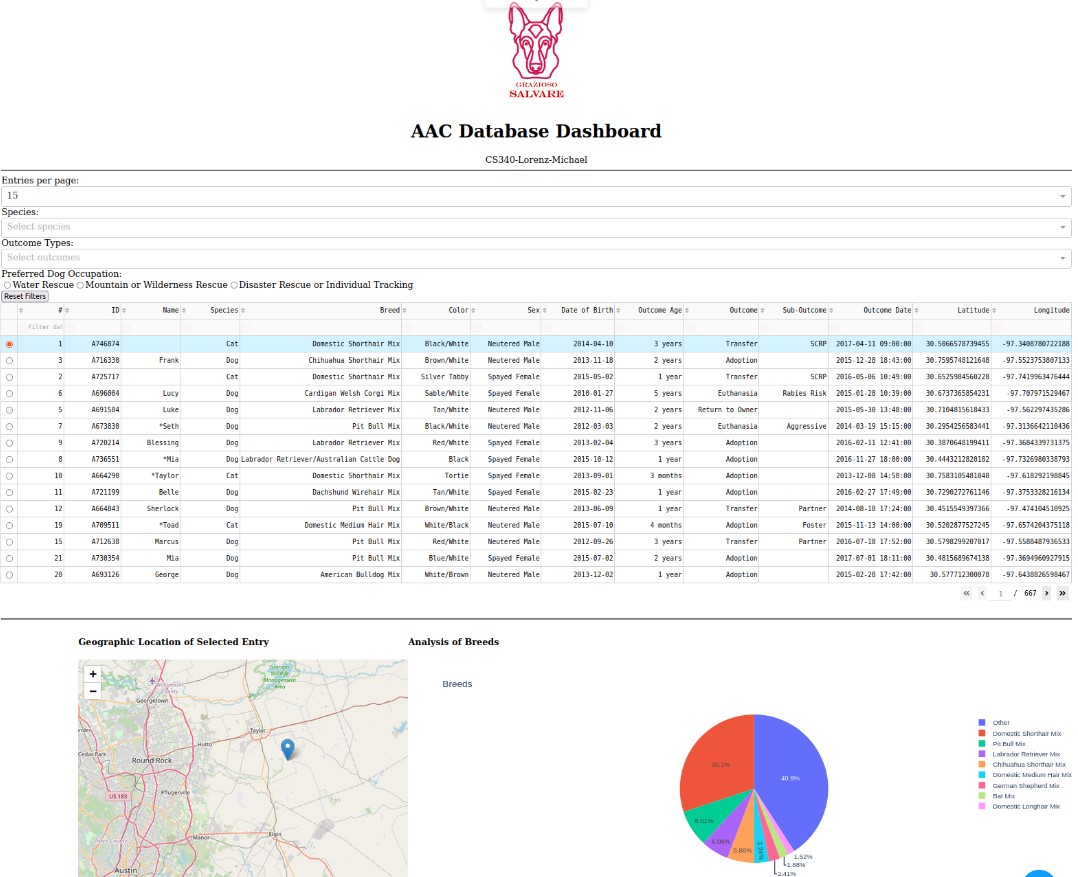 GRAZIOSO
SALVARE
AAC Database Dashboard
CS340-Lorenz-Michael
Entries per page:
15
Species:
Select species
Outcome Types:
Select outcomes
Preferred Dog Occupation:
Water Rescue Mountain or Wilderness Rescue Disaster Rescue or Individual Tracking
Reset Filters
# ID Name Species Breed Color Sex Date of Birth Outcome Age Outcome Sub-Outcome Outcome Date Latitude Longitude
filter dat
1 A746874 Cat Domestic Shorthair Mix Black/White Neutered Male 2014-04-10 3 years Transfer SCRP 2017-04-11 09:00:00 30.5066578739455 -97.3408780722188
3 A716330 Frank Dog Chihuahua Shorthair Mix Brown/White Neutered Male 2013-11-18 2 years Adoption 2015-12-28 18:43:00 30.7595748121648 -97.5523753807133
2 A725717 Cat Domestic Shorthair Mix Silver Tabby Spayed Female 2015-05-02 1 year Transfer SCRP 2016-05-06 10:49:00 30.6525984560228 -97.7419963476444
6 A696004 Lucy Dog Cardigan Welsh Corgi Mix Sable/White Spayed Female 2010-01-27 5 years Euthanasia Rabies Risk 2015-01-28 10:39:00 30.6737365854231 -97.707971529467
5 A691584 Luke Dog Labrador Retriever Mix Tan/White Neutered Male 2012-11-06 2 years Return to Owner 2015-05-30 13:48:00 30.7104815618433 -97.562297435286
7 A673830 *Seth Dog Pit Bull Mix Black/White Neutered Male 2012-03-03 2 years Euthanasia Aggressive 2014-03-19 15:15:00 30.2954256583441 -97.3136642110436
9 A720214 Blessing Dog Labrador Retriever Mix Red/White Spayed Female 2013-02-04 3 years Adoption 2016-02-11 12:41:00 30.3870648199411 -97.3684339731375
8 A736551 *Mia Dog Labrador Retriever/Australian Cattle Dog Black Spayed Female 2015-10-12 1 year Adoption 2016-11-27 18:00:00 30.4443212820182 -97.7326980338793
10 A664290 *Taylor Cat Domestic Shorthair Mix Tortie Spayed Female 2013-09-01 3 months Adoption 2013-12-08 14:58:00 30.7583105481048 -97.618292198845
11 A721199 Belle Dog Dachshund Wirehair Mix Tan/White Spayed Female 2015-02-23 1 year Adoption 2016-02-27 17:49:00 30.7290272761146 -97.3753328216134
12 A664843 Sherlock Dog Pit Bull Mix Brown/White Neutered Male 2013-06-09 1 year Transfer Partner 2014-08-18 17:24:00 30.4515549397366 -97.474104510925
19 A709511 *Toad Cat Domestic Medium Hair Mix White/Black Neutered Male 2015-07-10 4 months Adoption Foster 2015-11-13 14:00:00 30.5202877527245 -97.6574204375118
15 A712638 Marcus Dog Pit Bull Mix Red/White Neutered Male 2012-09-26 3 years Transfer Partner 2016-07-18 17:52:00 30.5798299207017 -97.5588487936533
21 A730354 Mia Dog Pit Bull Mix Blue/White Spayed Female 2015-07-02 2 years Adoption 2017-07-01 18:11:00 30.4815689674138 -97.3694960927915
20 A693126 George Dog American Bulldog Mix White/Brown Neutered Male 2013-12-02 1 year Adoption 2015-02-28 17:42:00 30.577712300078 -97.6438826598467
1 / 667
Geographic Location of Selected Entry
Analysis of Breeds
Breeds
+
−
Granger Wildlife Management Area
Georgetown
Taylor
Hutto
Cedar Park
Round Rock
US 183
Pflugerville
Manor
Elgin
Austin
40.9%
30.1%
8.01%
6.06%
5.88%
3.24%
2.41%
1.88%
1.52%
Other
Domestic Shorthair Mix
Pit Bull Mix
Labrador Retriever Mix
Chihuahua Shorthair Mix
Domestic Medium Hair Mix
German Shepherd Mix
Bat Mix
Domestic Longhair Mix